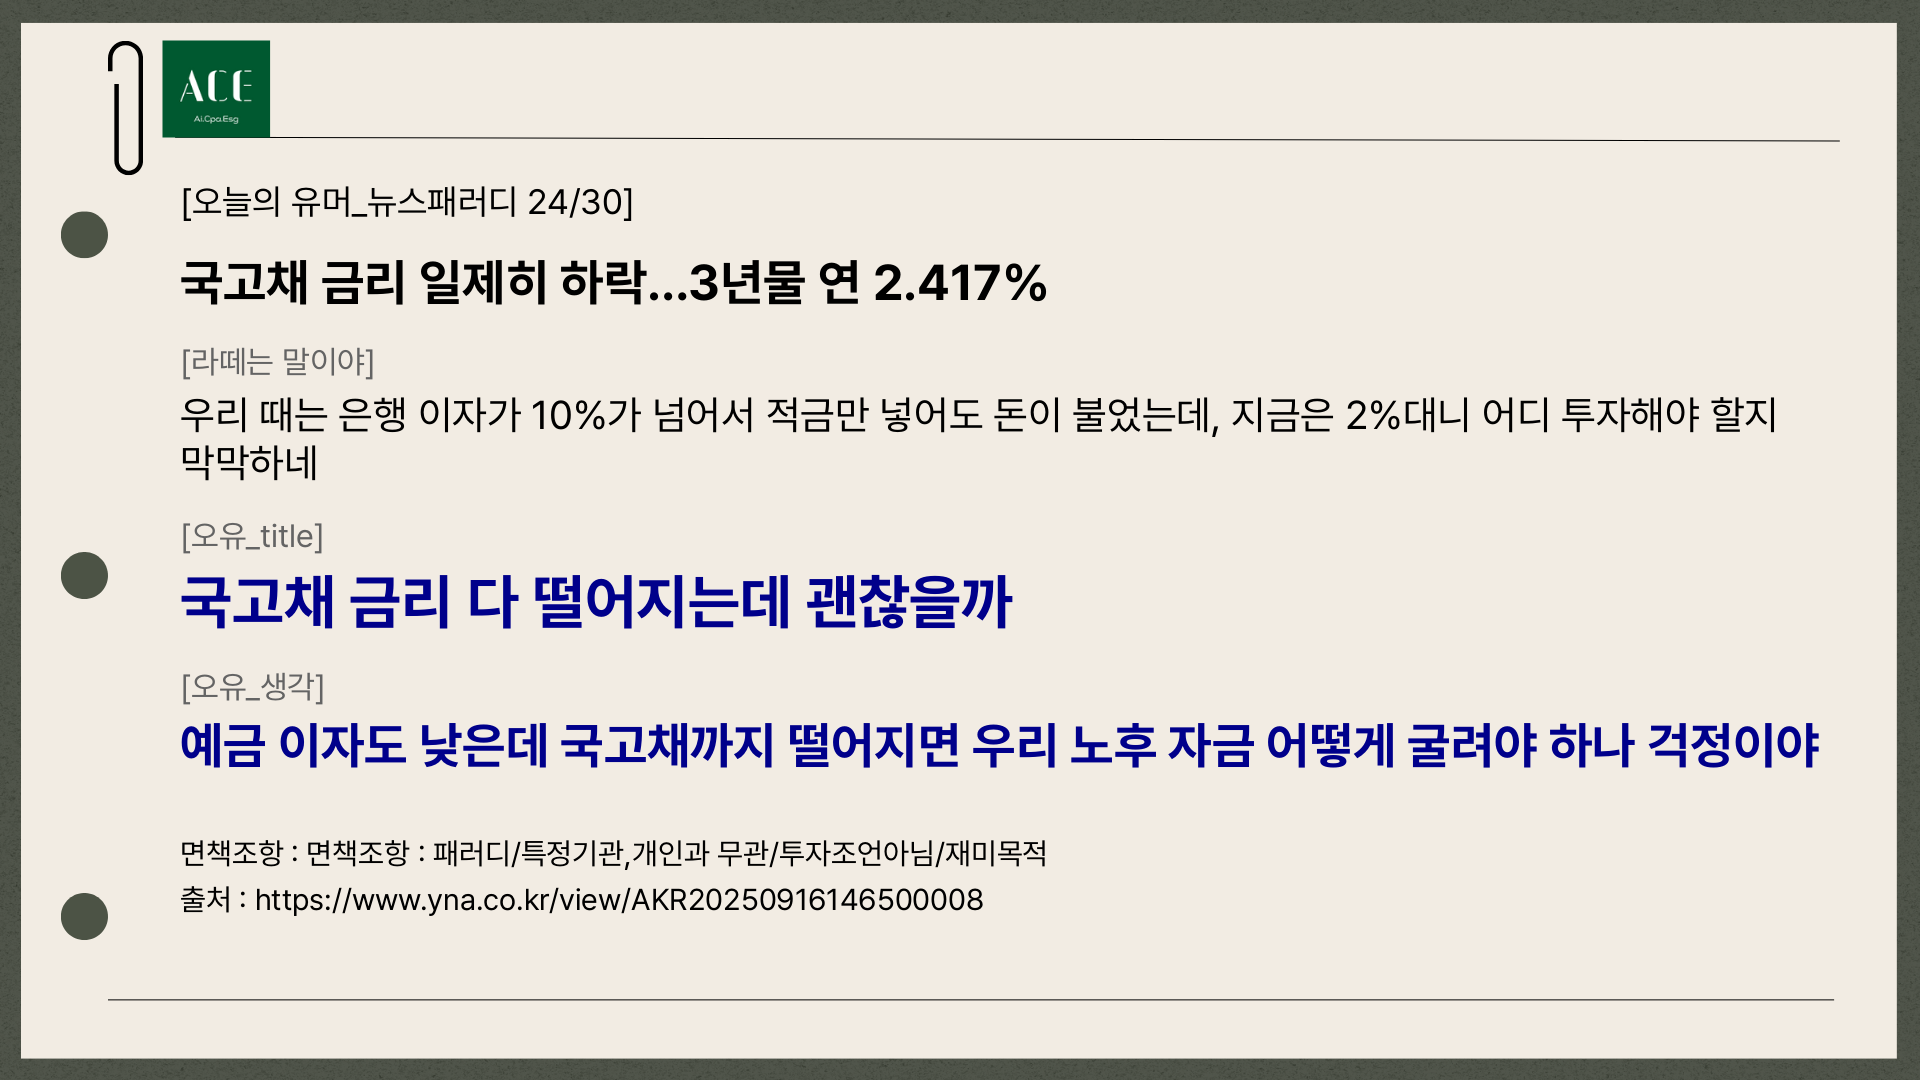 ACE
Ai.Cpa.Esg
[오늘의 유머_뉴스패러디 24/30]
국고채 금리 일제히 하락…3년물 연 2.417%
[라떼는 말이야]
우리 때는 은행 이자가 10%가 넘어서 적금만 넣어도 돈이 불었는데, 지금은 2%대니 어디 투자해야 할지
막막하네
[오유_title]
국고채 금리 다 떨어지는데 괜찮을까
[오유_생각]
예금 이자도 낮은데 국고채까지 떨어지면 우리 노후 자금 어떻게 굴려야 하나 걱정이야
면책조항 : 면책조항 : 패러디/특정기관,개인과 무관/투자조언아님/재미목적
출처 : https://www.yna.co.kr/view/AKR20250916146500008